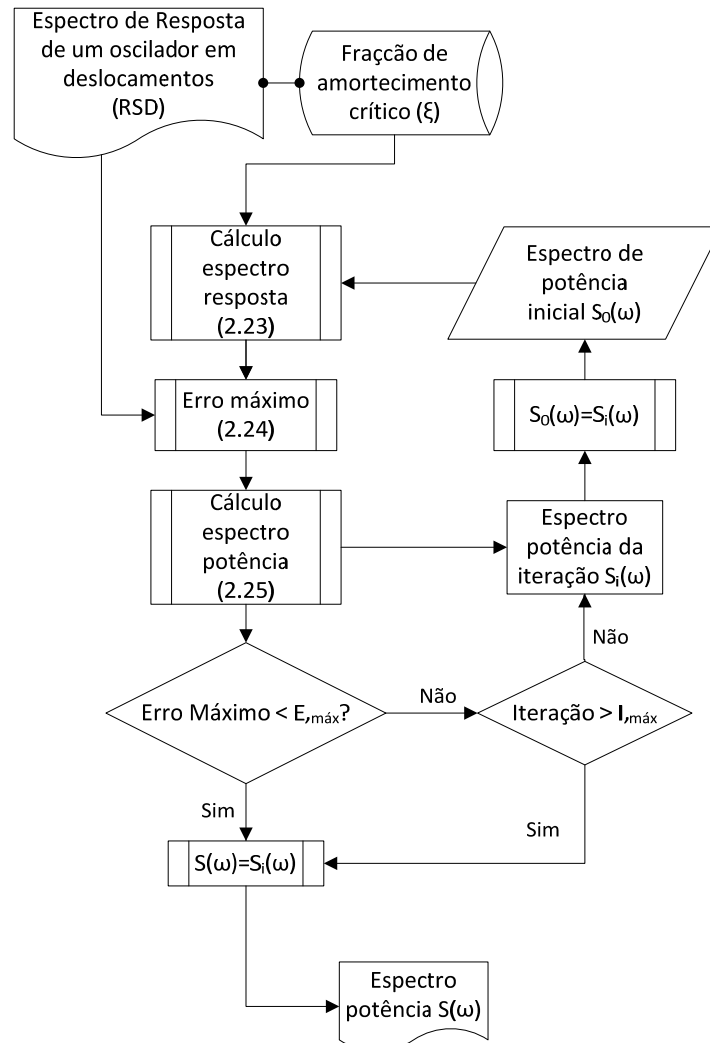 Espectro de Resposta
de um oscilador em
deslocamentos
(RSD)
Fracção de
amortecimento
crítico (ξ)
Cálculo
espectro
resposta
(2.23)
Espectro de
potência
inicial S₀(ω)
Erro máximo
(2.24)
S₀(ω)=Sᵢ(ω)
Cálculo
espectro
potência
(2.25)
Espectro
potência da
iteração Sᵢ(ω)
Não
Erro Máximo < E,máx?
Não
Iteração > I,máx
Sim
Sim
S(ω)=Sᵢ(ω)
Espectro
potência S(ω)